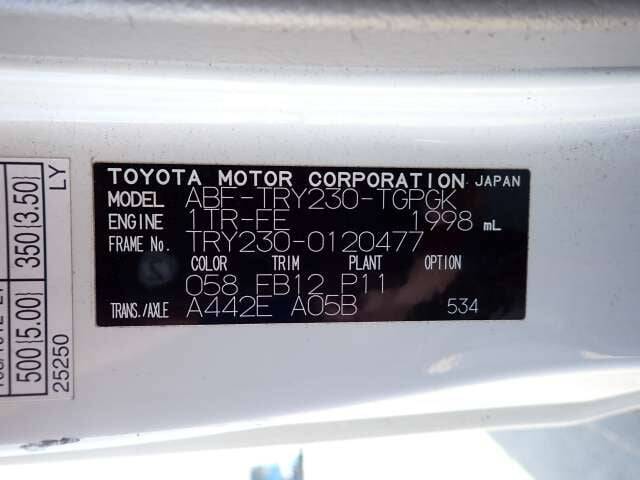 TOYOTA MOTOR CORPORATION JAPAN
MODEL ABF-TRY230-TGPGK
ENGINE 1TR-FE 1998 mL
FRAME No. TRY230-0120477
COLOR TRIM PLANT OPTION
058 FB12 P11
TRANS./AXLE A442E A05B 534
500(5.00) 350(3.50)
25250 LY